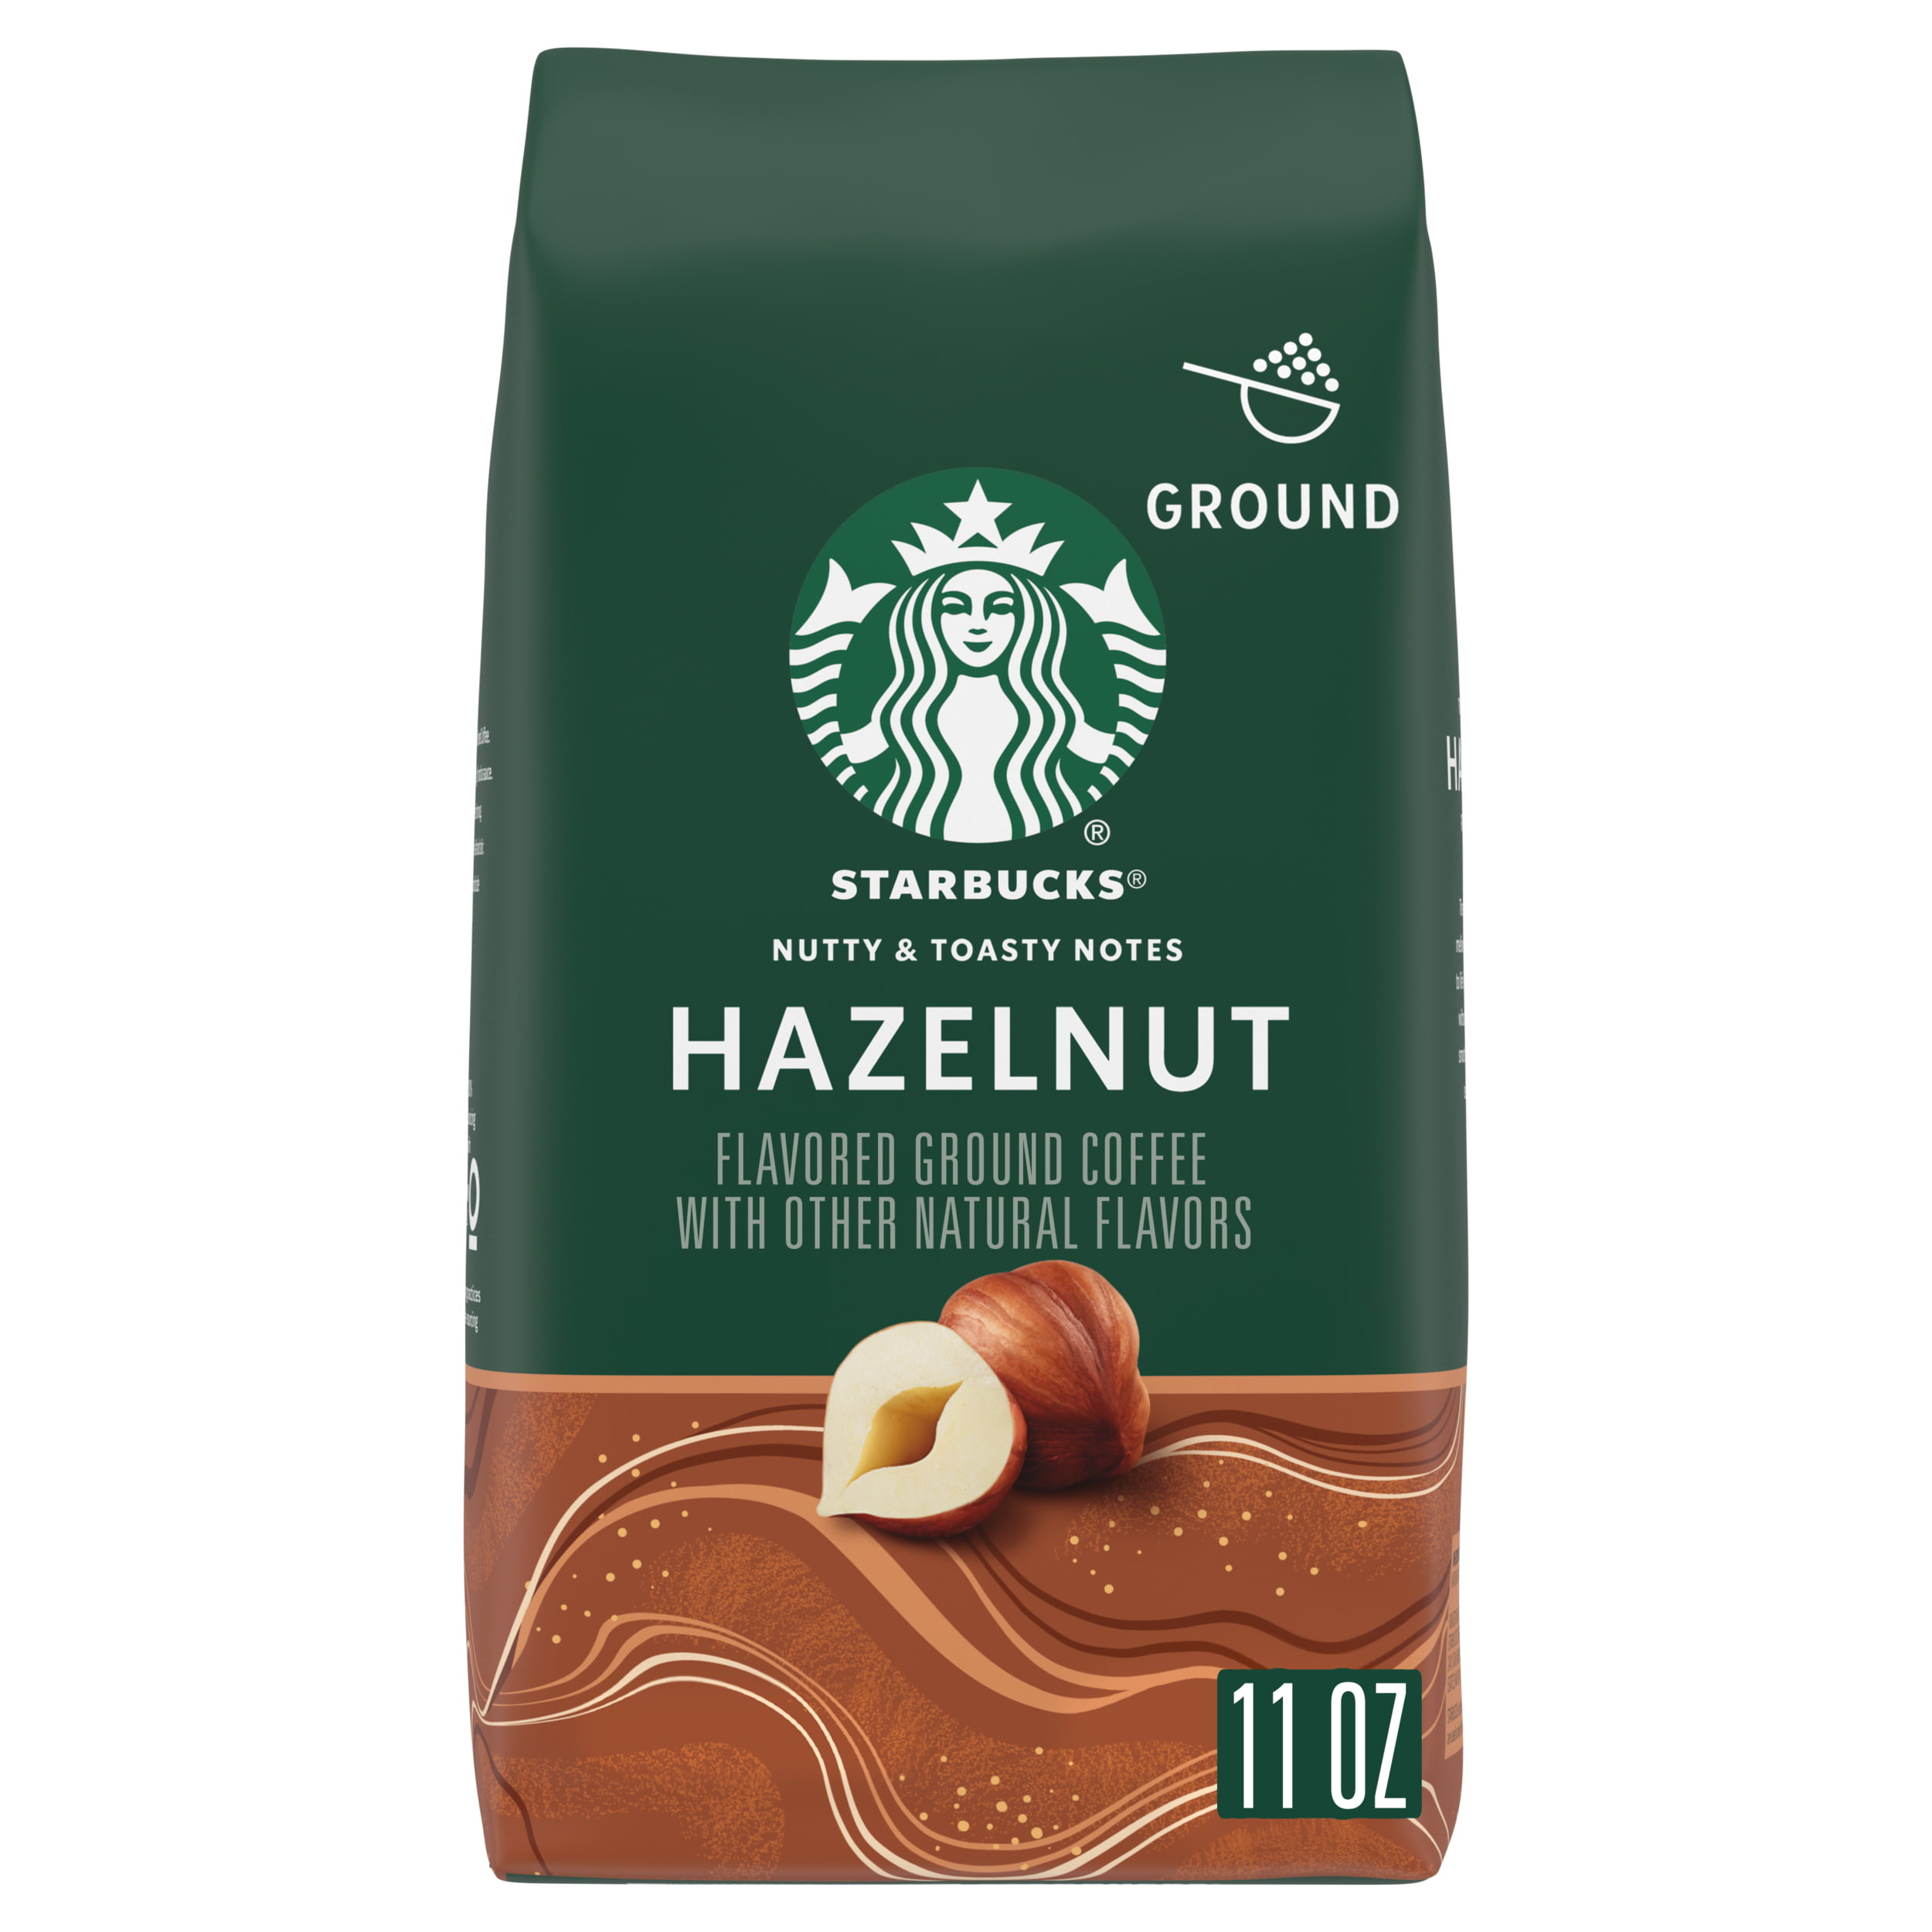 GROUND
®
STARBUCKS®
NUTTY & TOASTY NOTES
HAZELNUT
FLAVORED GROUND COFFEE
WITH OTHER NATURAL FLAVORS
11 OZ